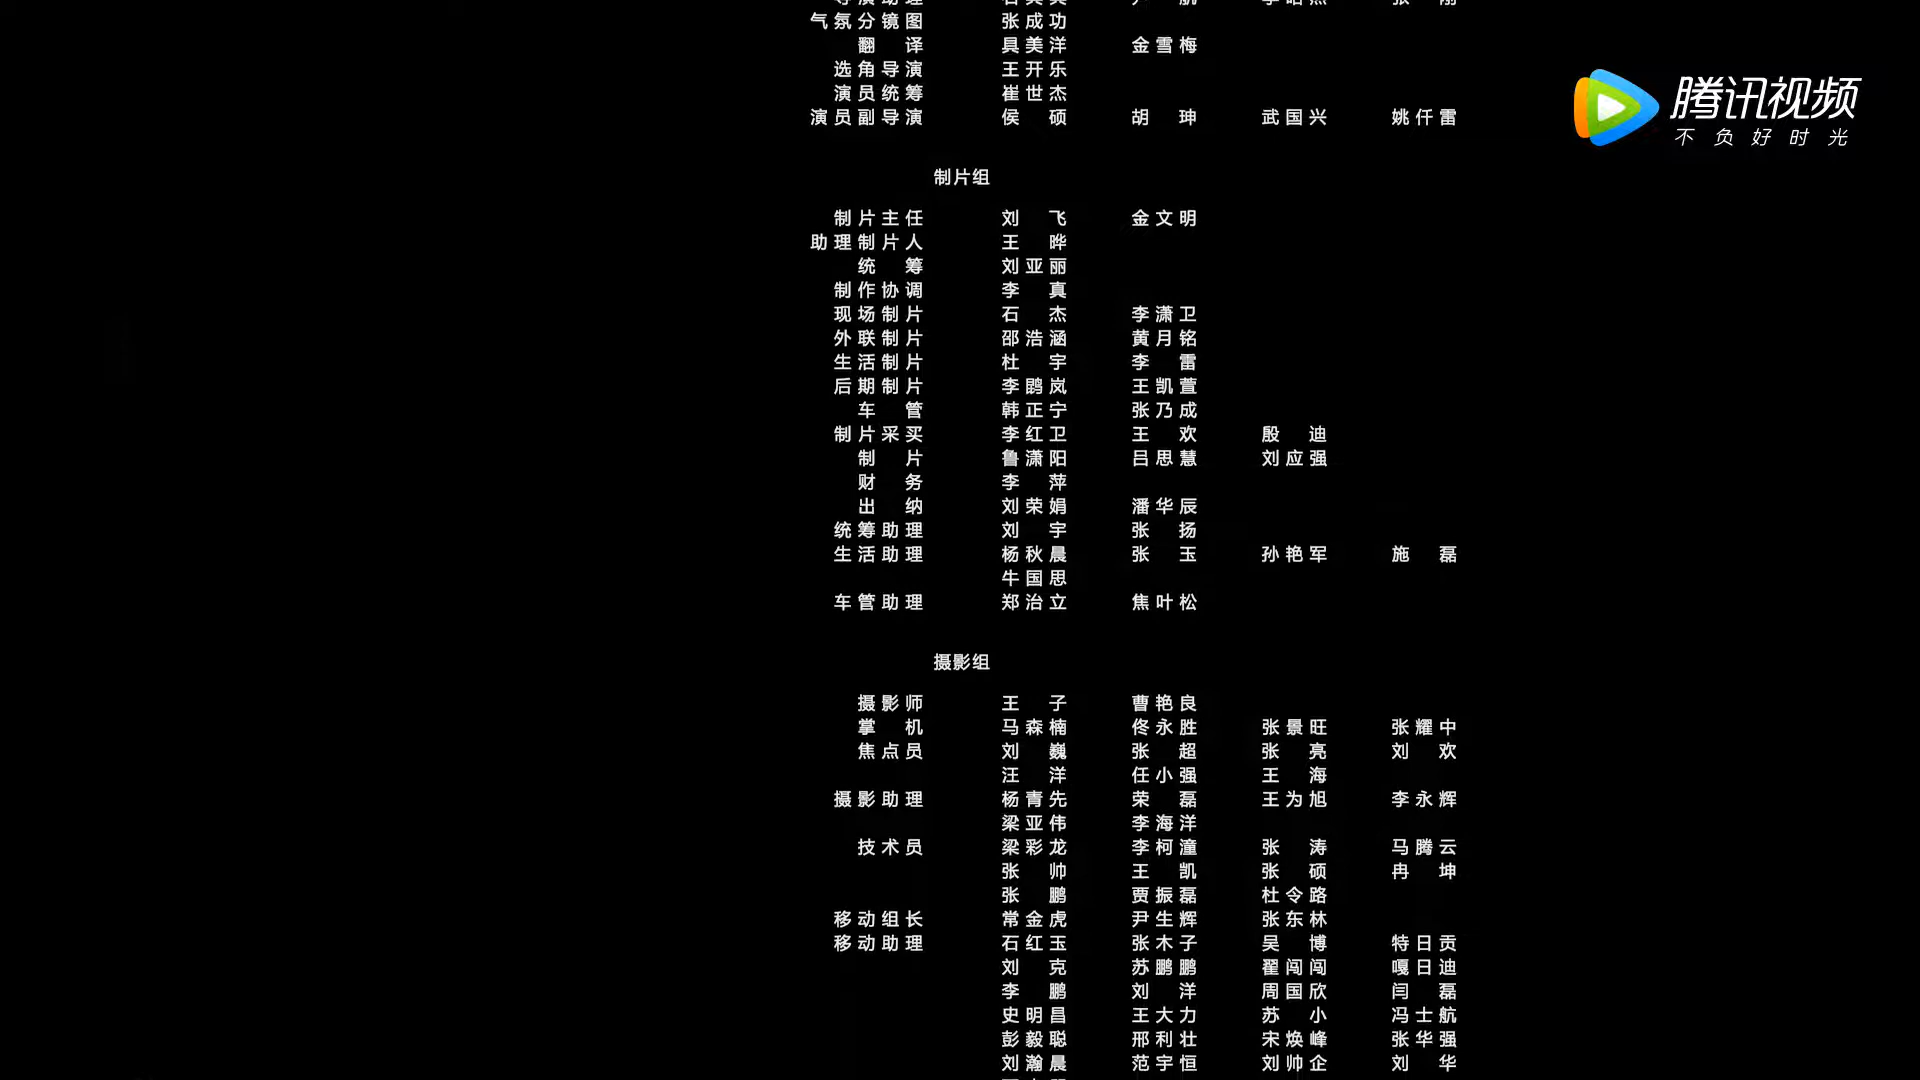 气氛分镜图 张成功
翻译 具美洋 金雪梅
选角导演 王开乐
演员统筹 崔世杰
演员副导演 侯硕 胡珅 武国兴 姚仟雷
腾讯视频
不负好时光
制片组
制片主任 刘飞 金文明
助理制片人 王晔
统筹 刘亚丽
制作协调 李真
现场制片 石杰 李潇卫
外联制片 邵浩涵 黄月铭
生活制片 杜宇 李雷
后期制片 李鹍岚 王凯萱
车管 韩正宁 张乃成
制片采买 李红卫 王欢 殷迪
制片 鲁潇阳 吕思慧 刘应强
财务 李萍
出纳 刘荣娟 潘华辰
统筹助理 刘宇 张扬
生活助理 杨秋晨 张玉 孙艳军 施磊
牛国思
车管助理 郑治立 焦叶松
摄影组
摄影师 王子 曹艳良
掌机 马森楠 佟永胜 张景旺 张耀中
焦点员 刘巍 张超 张亮 刘欢
汪洋 任小强 王海
摄影助理 杨青先 荣磊 王为旭 李永辉
梁亚伟 李海洋
技术员 梁彩龙 李柯潼 张涛 马腾云
张帅 王凯 张硕 冉坤
张鹏 贾振磊 杜令路
移动组长 常金虎 尹生辉 张东林
移动助理 石红玉 张木子 吴博 特日贡
刘克 苏鹏鹏 翟闯闯 嘎日迪
李鹏 刘洋 周国欣 闫磊
史明昌 王大力 苏小 冯士航
彭毅聪 邢利壮 宋焕峰 张华强
刘瀚晨 范宇恒 刘帅企 刘华